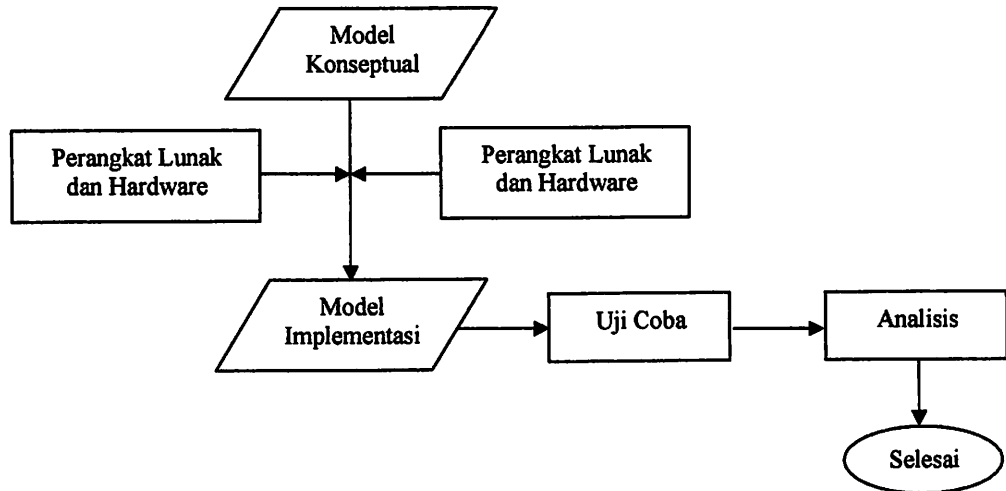 Model
Konseptual
Perangkat Lunak
dan Hardware
Perangkat Lunak
dan Hardware
Model
Implementasi
Uji Coba
Analisis
Selesai